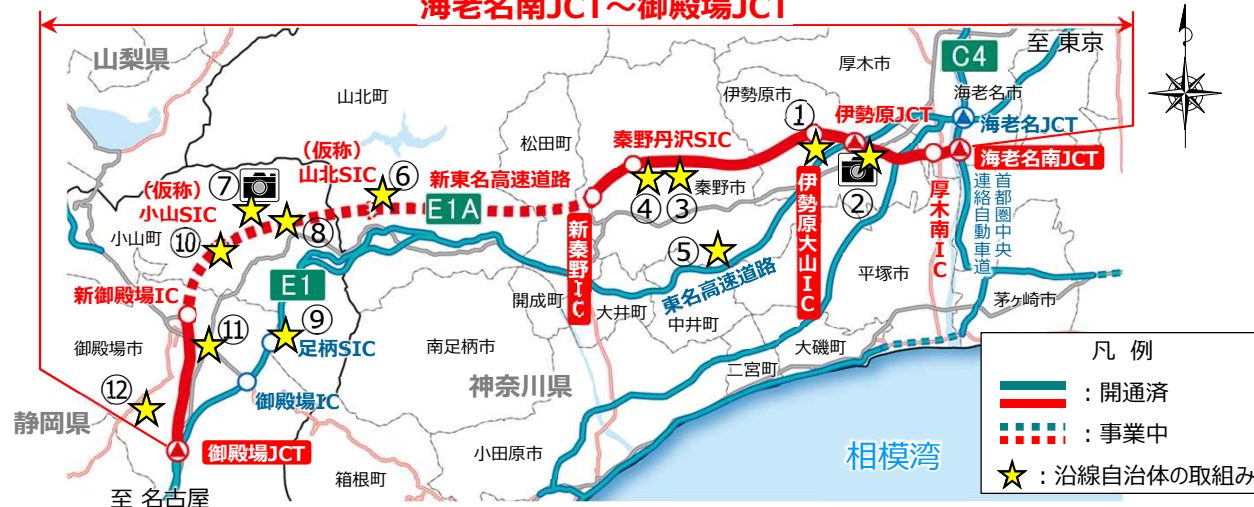 海老名南JCT～御殿場JCT
至 東京
C4
山梨県
厚木市
山北町
伊勢原市
海老名市
①
伊勢原JCT
海老名JCT
松田町
秦野丹沢SIC
海老名南JCT
（仮称）
山北SIC
⑥
新東名高速道路
（仮称）
小山SIC
⑦
秦野市
②
④
③
E1A
伊勢原大山IC
厚木南IC
首都圏中央
連絡自動車道
小山町
⑩
⑧
新秦野IC
⑤
東名高速道路
平塚市
新御殿場IC
E1
開成町
大井町
中井町
茅ヶ崎市
⑪
⑨
足柄SIC
御殿場市
南足柄市
大磯町
二宮町
神奈川県
⑫
御殿場IC
静岡県
御殿場JCT
小田原市
箱根町
相模湾
至 名古屋
凡 例
：開通済
：事業中
：沿線自治体の取組み